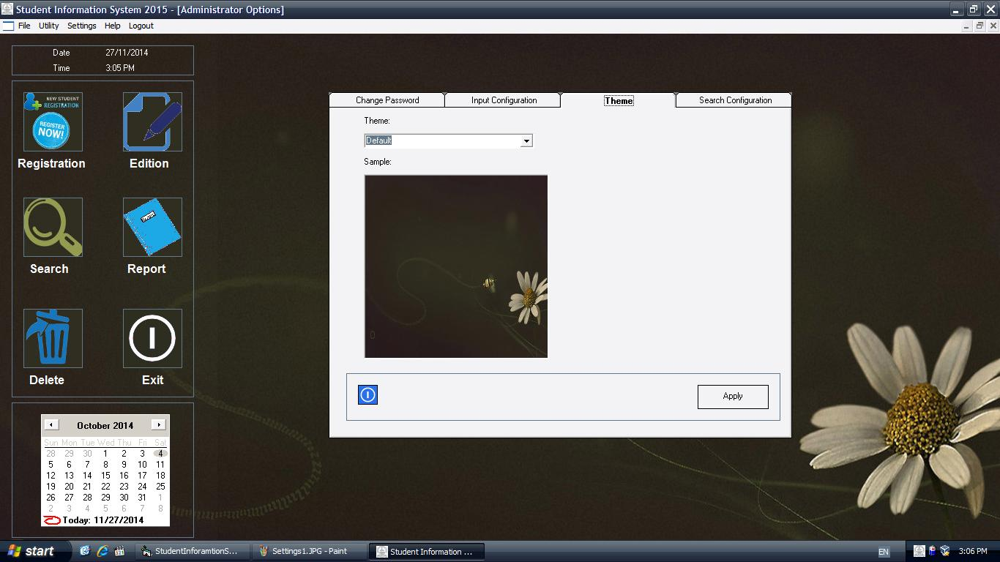 Student Information System 2015 - [Administrator Options]
File Utility Settings Help Logout
Date 27/11/2014
Time 3:05 PM
NEW STUDENT
REGISTRATION
REGISTER
NOW!
Registration
Edition
Search
Report
Delete
Exit
October 2014
Sun Mon Tue Wed Thu Fri Sat
28 29 30 1 2 3 4
5 6 7 8 9 10 11
12 13 14 15 16 17 18
19 20 21 22 23 24 25
26 27 28 29 30 31 1
2 3 4 5 6 7 8
Today: 11/27/2014
Change Password Input Configuration Theme Search Configuration
Theme:
Default
Sample:
Apply
start
StudentInforamtionS...
Settings1.JPG - Paint
Student Information ...
EN
3:06 PM